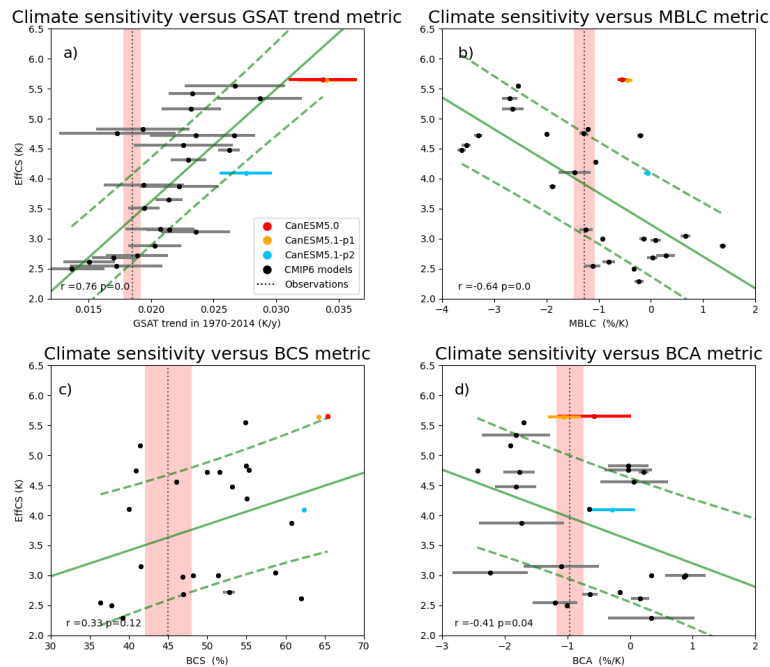 Climate sensitivity versus GSAT trend metric
6.5
6.0
5.5
5.0
4.5
4.0
3.5
3.0
2.5
2.0
EffCS (K)
a)
CanESM5.0
CanESM5.1-p1
CanESM5.1-p2
CMIP6 models
Observations
r =0.76 p=0.0
0.015 0.020 0.025 0.030 0.035
GSAT trend in 1970-2014 (K/y)
Climate sensitivity versus MBLC metric
6.5
6.0
5.5
5.0
4.5
4.0
3.5
3.0
2.5
2.0
EffCS (K)
b)
r =-0.64 p=0.0
−4 −3 −2 −1 0 1 2
MBLC (%/K)
Climate sensitivity versus BCS metric
6.5
6.0
5.5
5.0
4.5
4.0
3.5
3.0
2.5
2.0
EffCS (K)
c)
r =0.33 p=0.12
30 35 40 45 50 55 60 65 70
BCS (%)
Climate sensitivity versus BCA metric
6.5
6.0
5.5
5.0
4.5
4.0
3.5
3.0
2.5
2.0
EffCS (K)
d)
r =-0.41 p=0.04
−3 −2 −1 0 1 2
BCA (%/K)